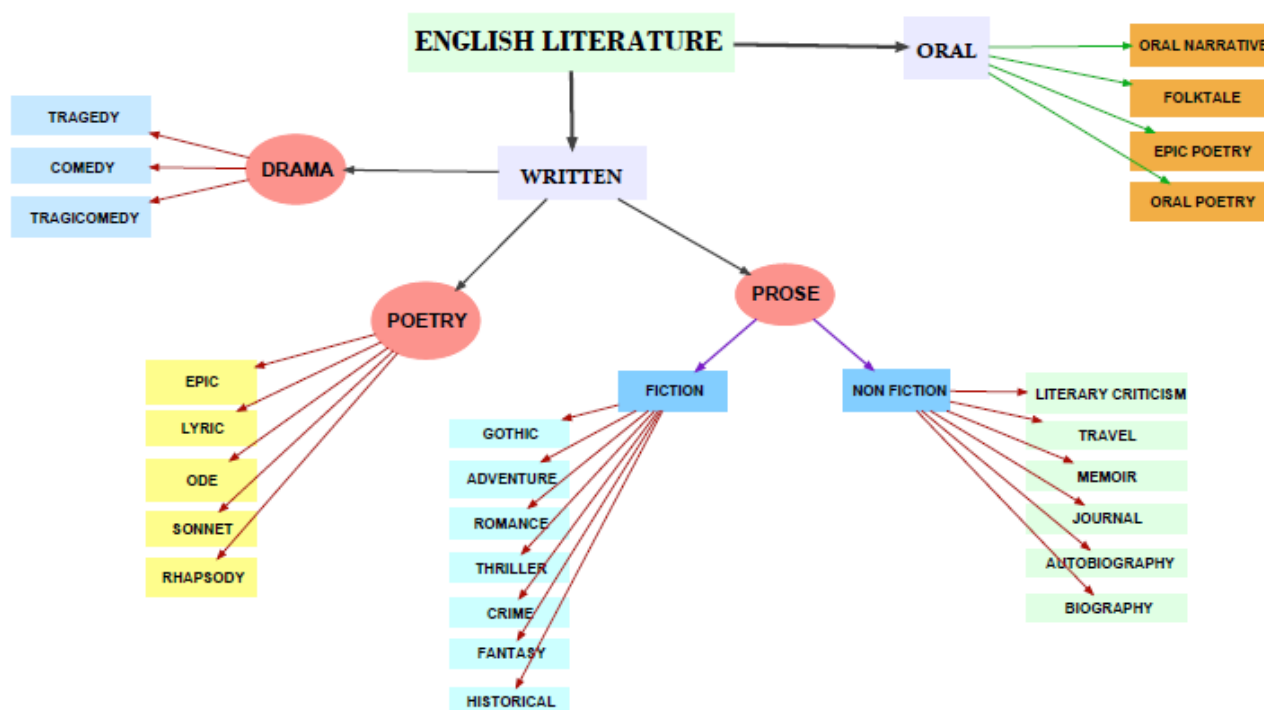 ENGLISH LITERATURE
ORAL
ORAL NARRATIVE
FOLKTALE
EPIC POETRY
ORAL POETRY
WRITTEN
DRAMA
TRAGEDY
COMEDY
TRAGICOMEDY
POETRY
EPIC
LYRIC
ODE
SONNET
RHAPSODY
PROSE
FICTION
GOTHIC
ADVENTURE
ROMANCE
THRILLER
CRIME
FANTASY
HISTORICAL
NON FICTION
LITERARY CRITICISM
TRAVEL
MEMOIR
JOURNAL
AUTOBIOGRAPHY
BIOGRAPHY